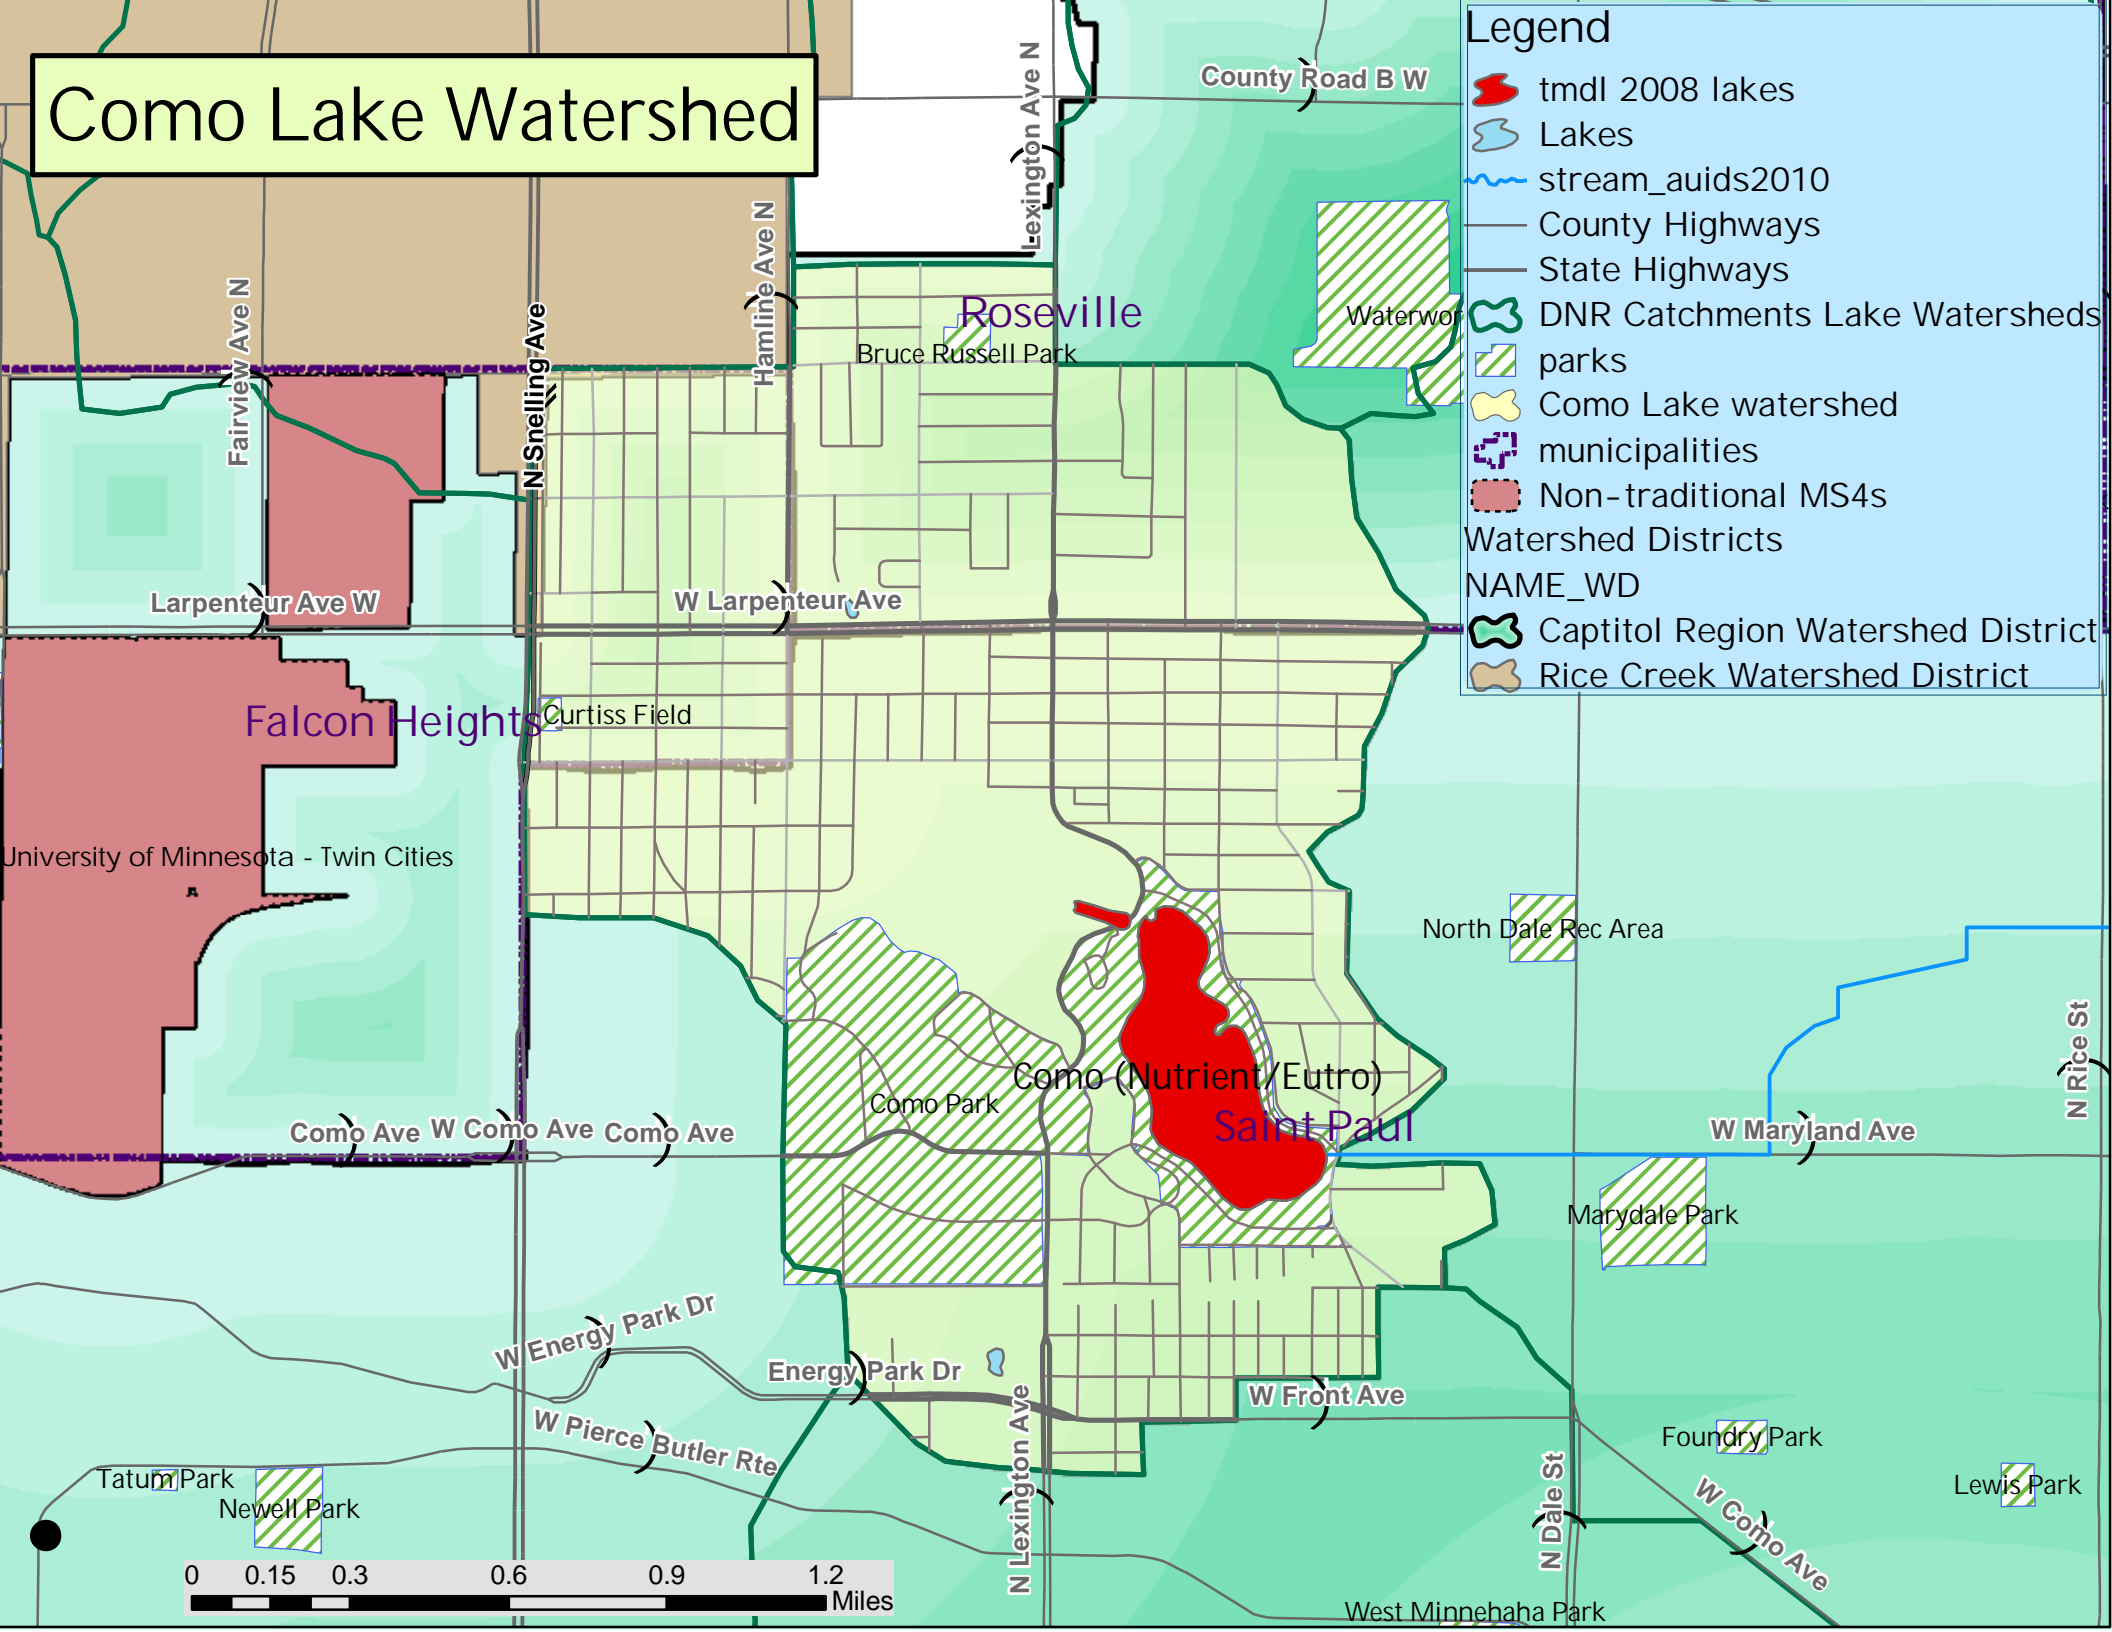 Como Lake Watershed
Legend
tmdl 2008 lakes
Lakes
stream_auids2010
County Highways
State Highways
DNR Catchments Lake Watersheds
parks
Como Lake watershed
municipalities
Non-traditional MS4s
Watershed Districts
NAME_WD
Captitol Region Watershed District
Rice Creek Watershed District
County Road B W
Lexington Ave N
Hamline Ave N
Fairview Ave N
N Snelling Ave
Roseville
Bruce Russell Park
Waterwor
Larpenteur Ave W
W Larpenteur Ave
Falcon Heights
Curtiss Field
University of Minnesota - Twin Cities
North Dale Rec Area
N Rice St
Como (Nutrient/Eutro)
Como Park
Saint Paul
Como Ave
W Como Ave
Como Ave
W Maryland Ave
Marydale Park
W Energy Park Dr
Energy Park Dr
W Front Ave
W Pierce Butler Rte
N Lexington Ave
N Dale St
W Como Ave
Foundry Park
Lewis Park
Tatum Park
Newell Park
West Minnehaha Park
0 0.15 0.3 0.6 0.9 1.2
Miles